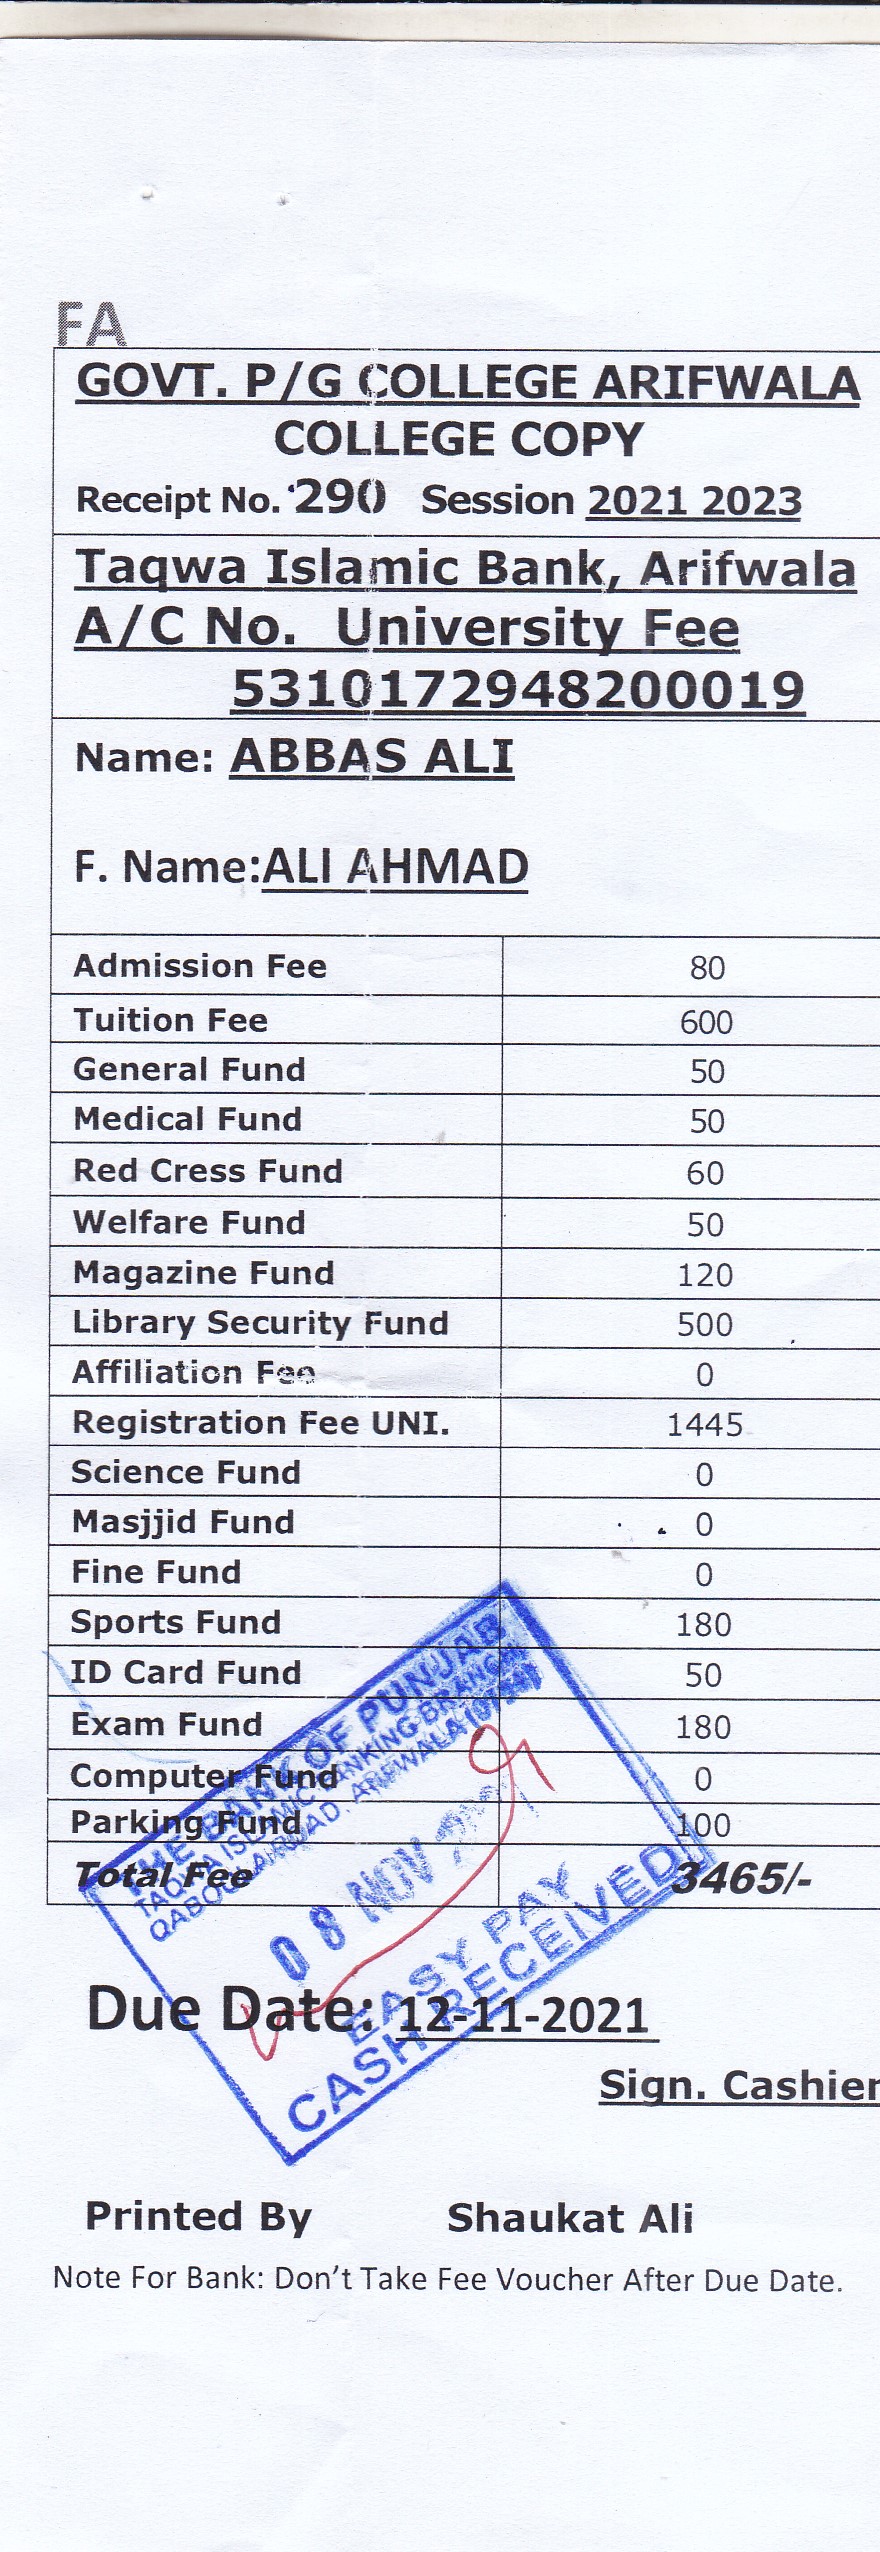 FA
GOVT. P/G COLLEGE ARIFWALA
COLLEGE COPY
Receipt No. 290 Session 2021 2023
Taqwa Islamic Bank, Arifwala
A/C No. University Fee
5310172948200019
Name: ABBAS ALI
F. Name:ALI AHMAD
Admission Fee 80
Tuition Fee 600
General Fund 50
Medical Fund 50
Red Cress Fund 60
Welfare Fund 50
Magazine Fund 120
Library Security Fund 500
Affiliation Fee 0
Registration Fee UNI. 1445
Science Fund 0
Masjjid Fund 0
Fine Fund 0
Sports Fund 180
ID Card Fund 50
Exam Fund 180
Computer Fund 0
Parking Fund 100
Total Fee 3465/-
THE BANK OF PUNJAB
TAQWA ISLAMIC BANKING BRANCH
QABOOLA ROAD, ARIFWALA
08 NOV 2021
EASY PAY
CASH RECEIVED
Due Date: 12-11-2021
Sign. Cashier
Printed By Shaukat Ali
Note For Bank: Don't Take Fee Voucher After Due Date.